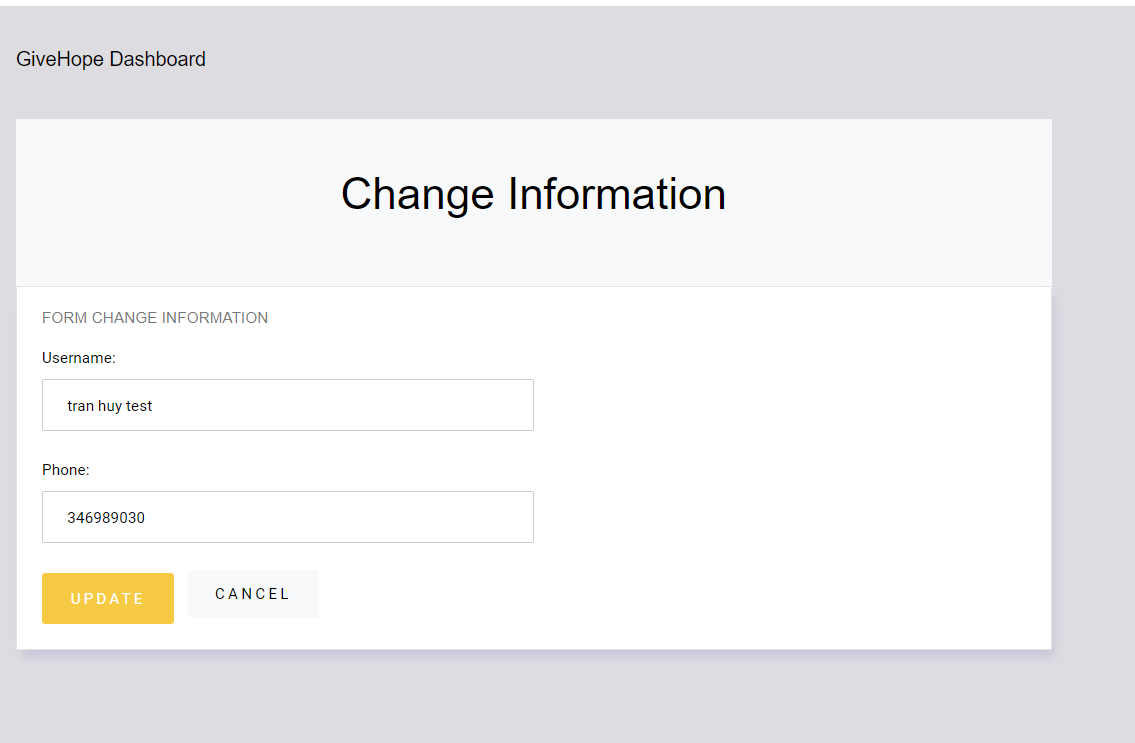 GiveHope Dashboard
Change Information
FORM CHANGE INFORMATION
Username:
tran huy test
Phone:
346989030
UPDATE CANCEL